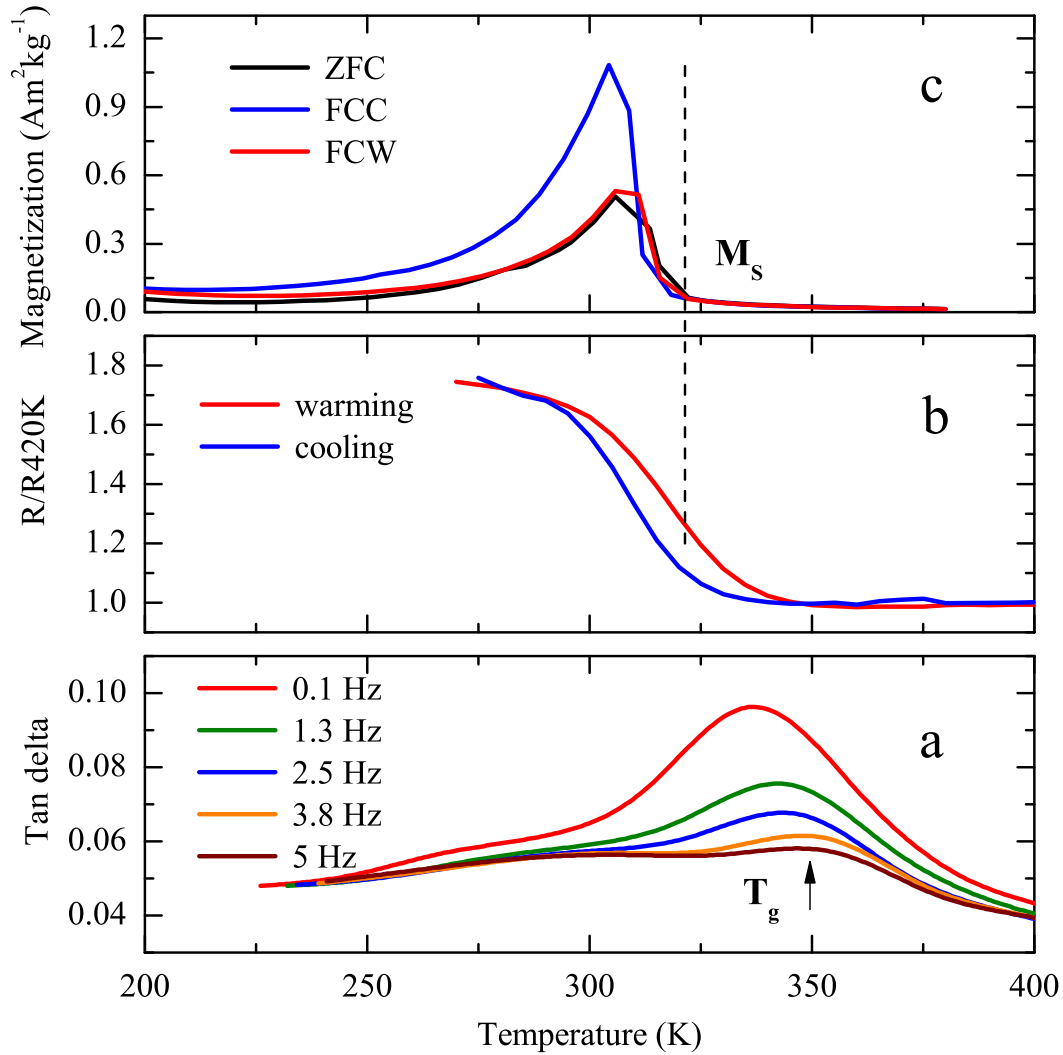 Magnetization (Am²kg⁻¹)
1.2
0.9
0.6
0.3
0.0
ZFC
FCC
FCW
c
M_S
R/R420K
1.8
1.6
1.4
1.2
1.0
warming
cooling
b
Tan delta
0.10
0.08
0.06
0.04
0.1 Hz
1.3 Hz
2.5 Hz
3.8 Hz
5 Hz
a
T_g
200 250 300 350 400
Temperature (K)